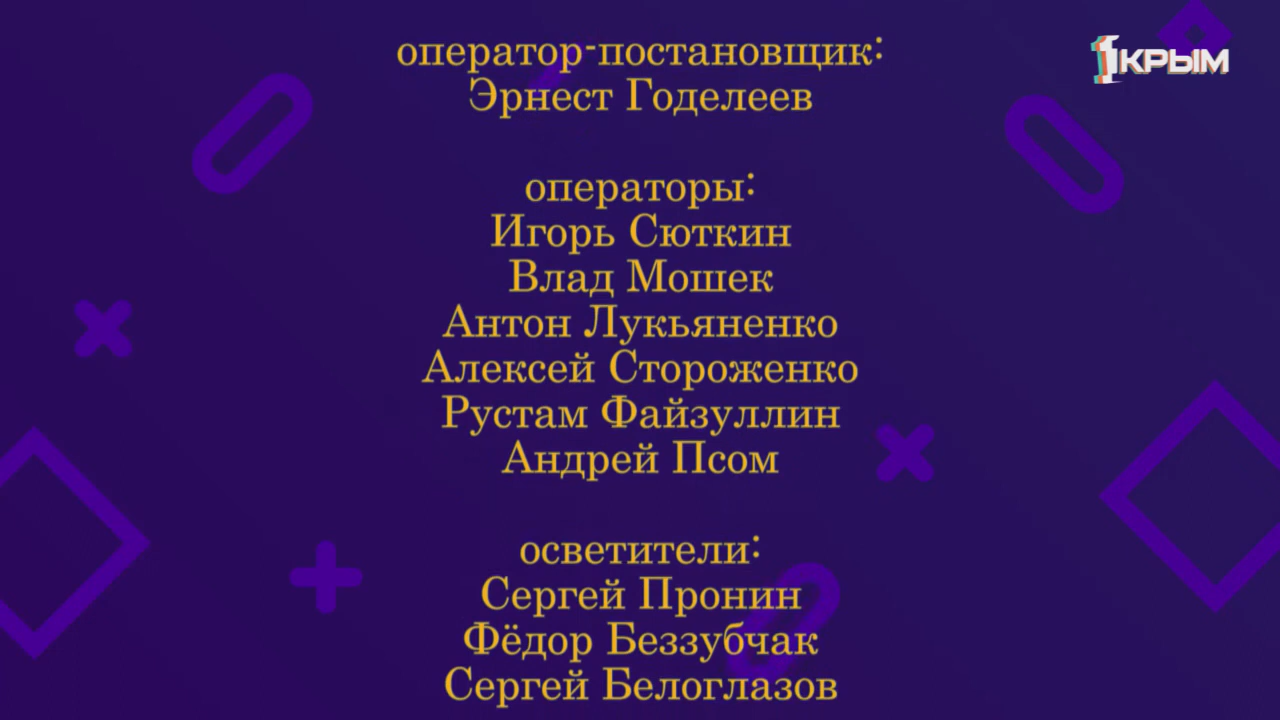 оператор-постановщик:
1КРЫМ
Эрнест Годелеев
операторы:
Игорь Сюткин
Влад Мошек
Антон Лукьяненко
Алексей Стороженко
Рустам Файзуллин
Андрей Псом
осветители:
Сергей Пронин
Фёдор Беззубчак
Сергей Белоглазов